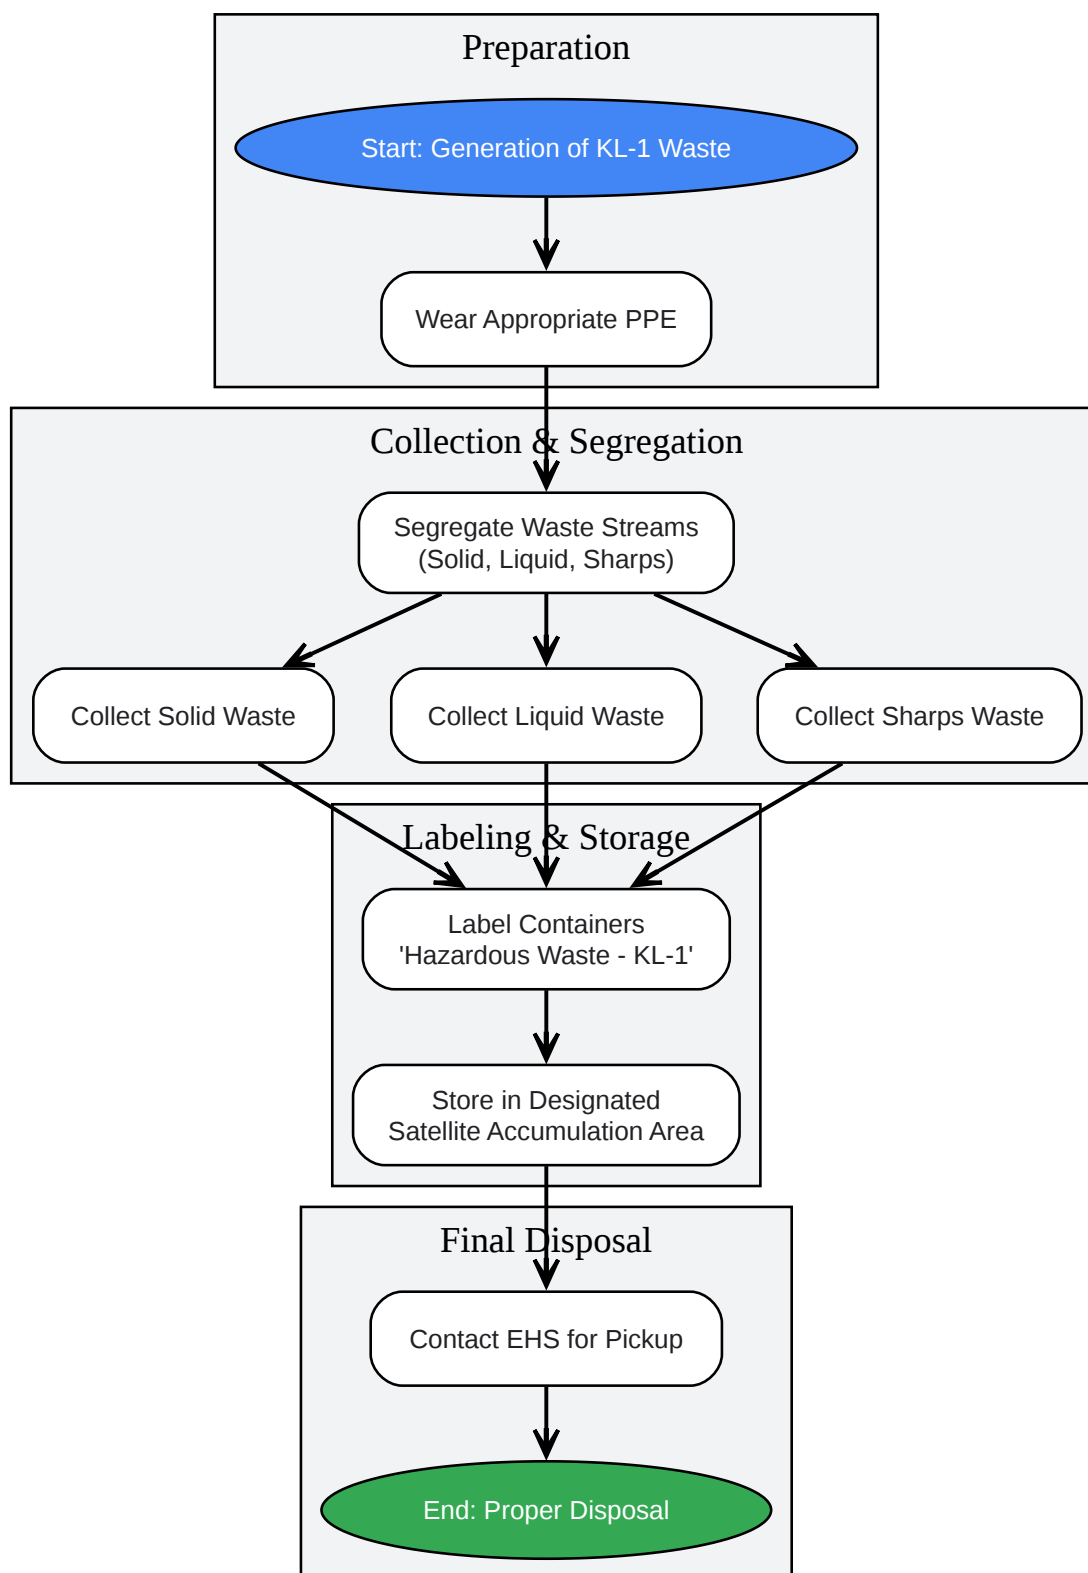 Preparation
Start: Generation of KL-1 Waste
Wear Appropriate PPE
Collection & Segregation
Segregate Waste Streams
(Solid, Liquid, Sharps)
Collect Solid Waste
Collect Liquid Waste
Collect Sharps Waste
Labeling & Storage
Label Containers
'Hazardous Waste - KL-1'
Store in Designated
Satellite Accumulation Area
Final Disposal
Contact EHS for Pickup
End: Proper Disposal